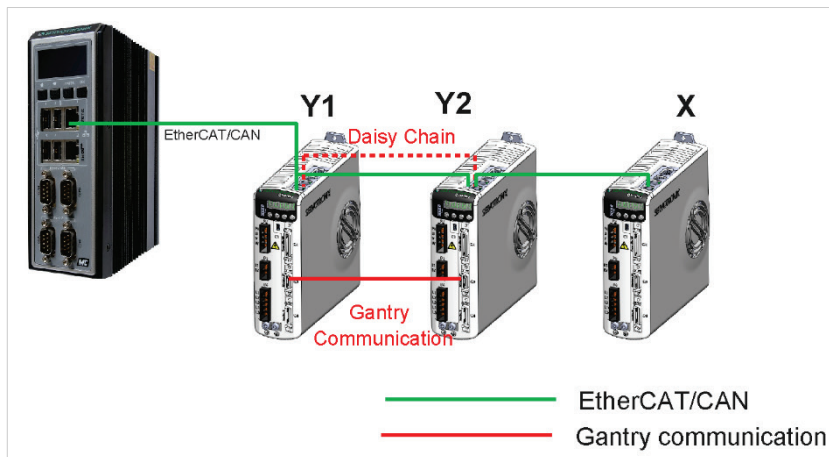 Y1
Y2
X
Daisy Chain
EtherCAT/CAN
Gantry
Communication
EtherCAT/CAN
Gantry communication